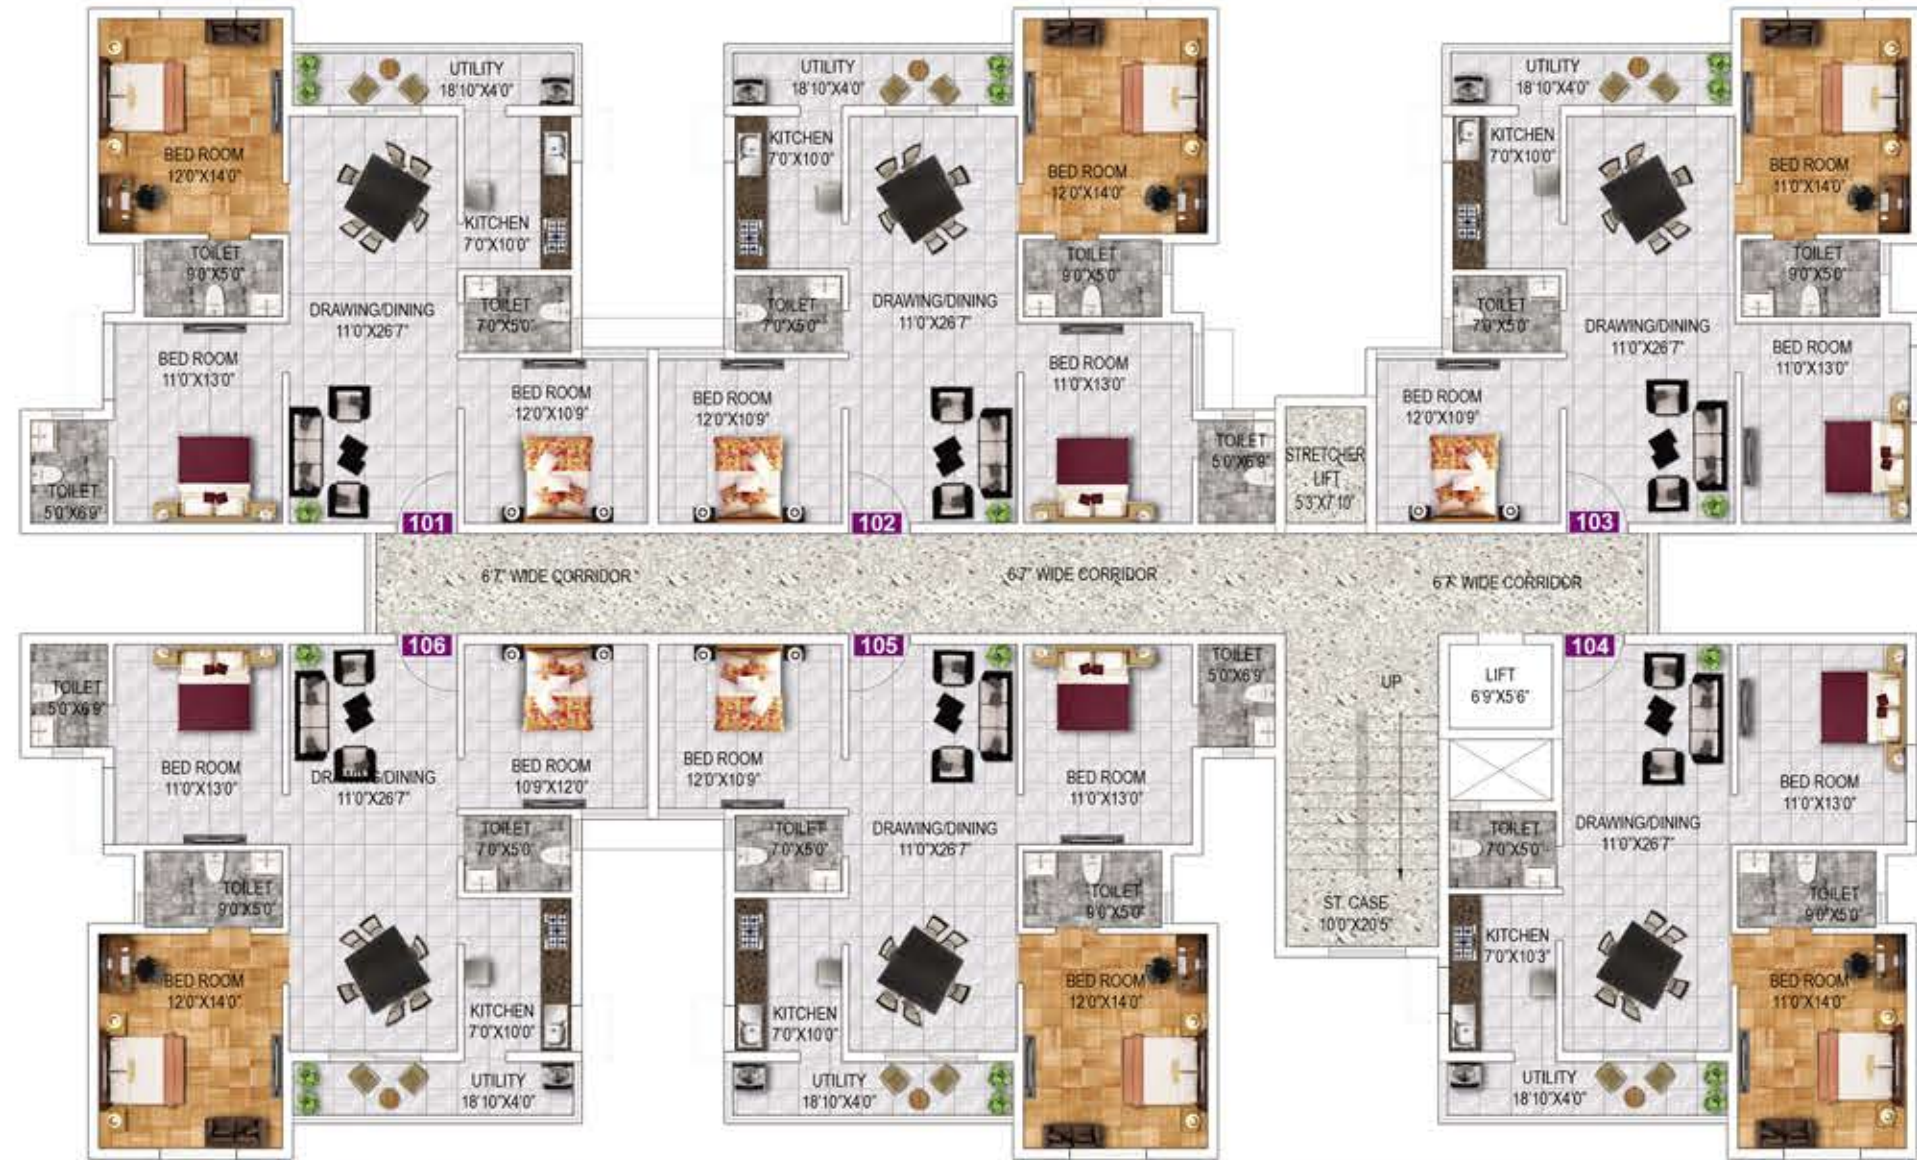 UTILITY
18'10"X4'0"
BED ROOM
12'0"X14'0"
KITCHEN
7'0"X10'0"
TOILET
9'0"X5'0"
TOILET
7'0"X5'0"
DRAWING/DINING
11'0"X26'7"
BED ROOM
11'0"X13'0"
BED ROOM
12'0"X10'9"
TOILET
5'0"X6'9"
101
UTILITY
18'10"X4'0"
KITCHEN
7'0"X10'0"
BED ROOM
12'0"X14'0"
TOILET
9'0"X5'0"
TOILET
7'0"X5'0"
DRAWING/DINING
11'0"X26'7"
BED ROOM
12'0"X10'9"
BED ROOM
11'0"X13'0"
TOILET
5'0"X6'9"
102
STRETCHER
LIFT
5'3"X7'10"
UTILITY
18'10"X4'0"
KITCHEN
7'0"X10'0"
BED ROOM
11'0"X14'0"
TOILET
9'0"X5'0"
TOILET
7'0"X5'0"
DRAWING/DINING
11'0"X26'7"
BED ROOM
11'0"X13'0"
BED ROOM
12'0"X10'9"
103
6'7" WIDE CORRIDOR
6'7" WIDE CORRIDOR
6'7" WIDE CORRIDOR
106
TOILET
5'0"X6'9"
BED ROOM
11'0"X13'0"
DRAWING/DINING
11'0"X26'7"
BED ROOM
10'9"X12'0"
TOILET
7'0"X5'0"
TOILET
9'0"X5'0"
BED ROOM
12'0"X14'0"
KITCHEN
7'0"X10'0"
UTILITY
18'10"X4'0"
105
BED ROOM
12'0"X10'9"
TOILET
5'0"X6'9"
BED ROOM
11'0"X13'0"
TOILET
7'0"X5'0"
DRAWING/DINING
11'0"X26'7"
TOILET
9'0"X5'0"
BED ROOM
12'0"X14'0"
KITCHEN
7'0"X10'0"
UTILITY
18'10"X4'0"
UP
ST. CASE
10'0"X20'5"
LIFT
6'9"X5'6"
104
BED ROOM
11'0"X13'0"
TOILET
7'0"X5'0"
DRAWING/DINING
11'0"X26'7"
TOILET
9'0"X5'0"
KITCHEN
7'0"X10'3"
BED ROOM
11'0"X14'0"
UTILITY
18'10"X4'0"